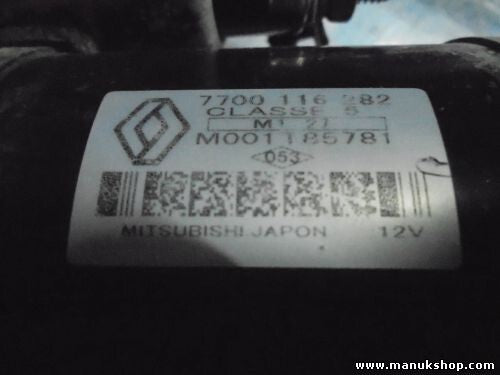 7700 116 282
CLASSE 5
M001185781
053
MITSUBISHI JAPON 12V
www.manukshop.com